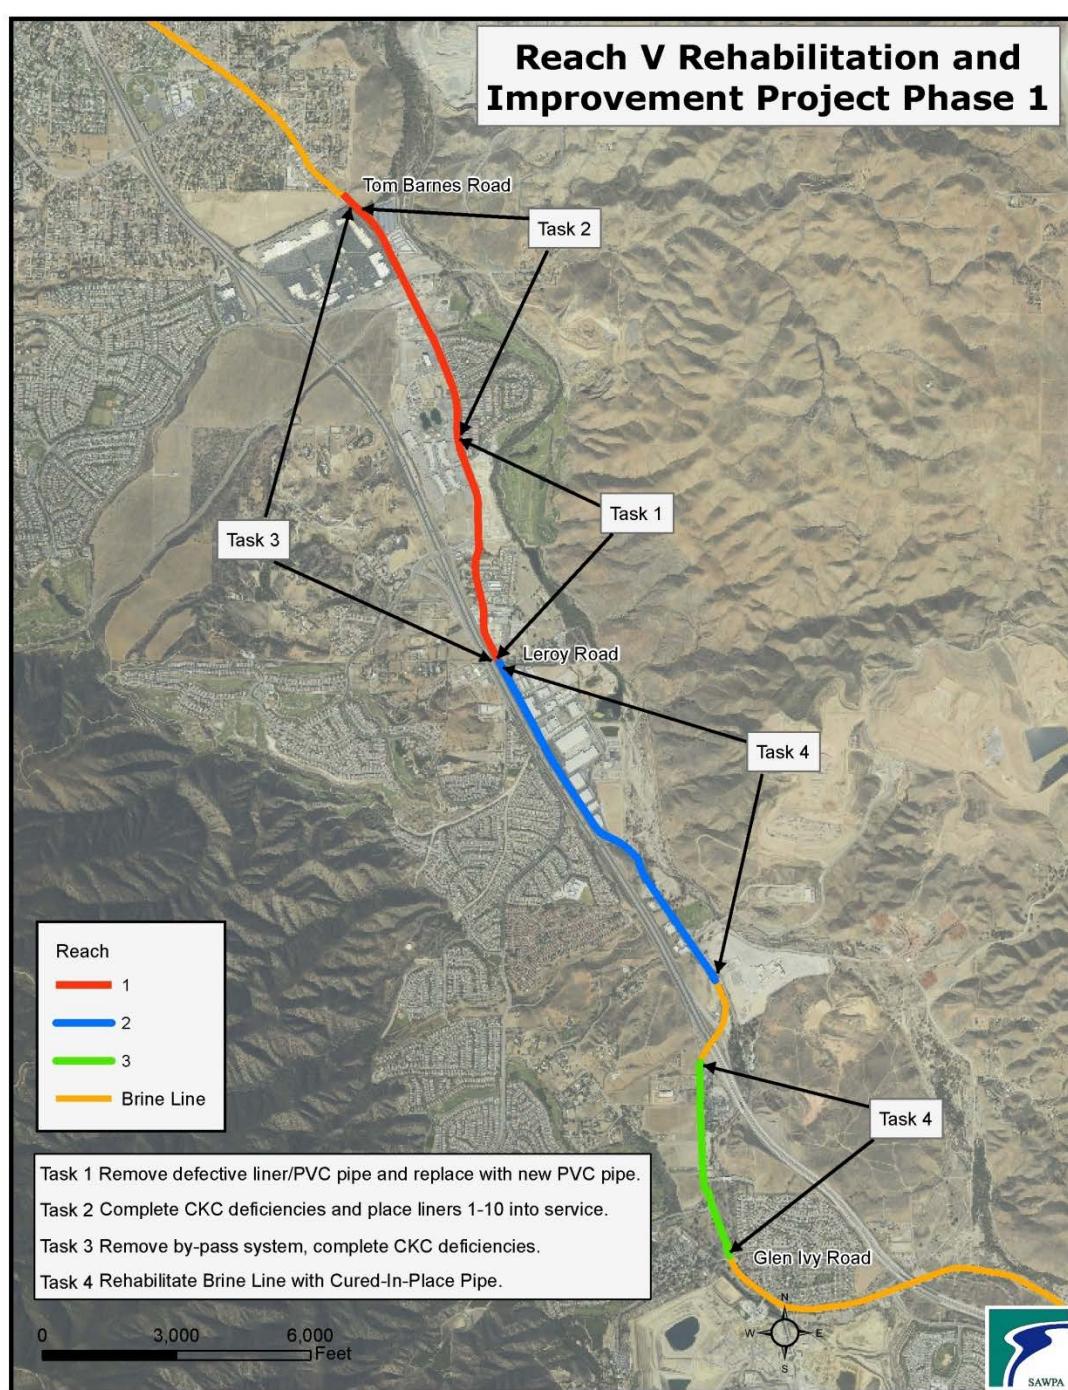 Reach V Rehabilitation and
Improvement Project Phase 1
Tom Barnes Road
Task 2
Task 1
Task 3
Leroy Road
Task 4
Reach
1
2
3
Brine Line
Task 4
Task 1 Remove defective liner/PVC pipe and replace with new PVC pipe.
Task 2 Complete CKC deficiencies and place liners 1-10 into service.
Task 3 Remove by-pass system, complete CKC deficiencies.
Task 4 Rehabilitate Brine Line with Cured-In-Place Pipe.
Glen Ivy Road
N
W E
S
0 3,000 6,000
Feet
SAWPA